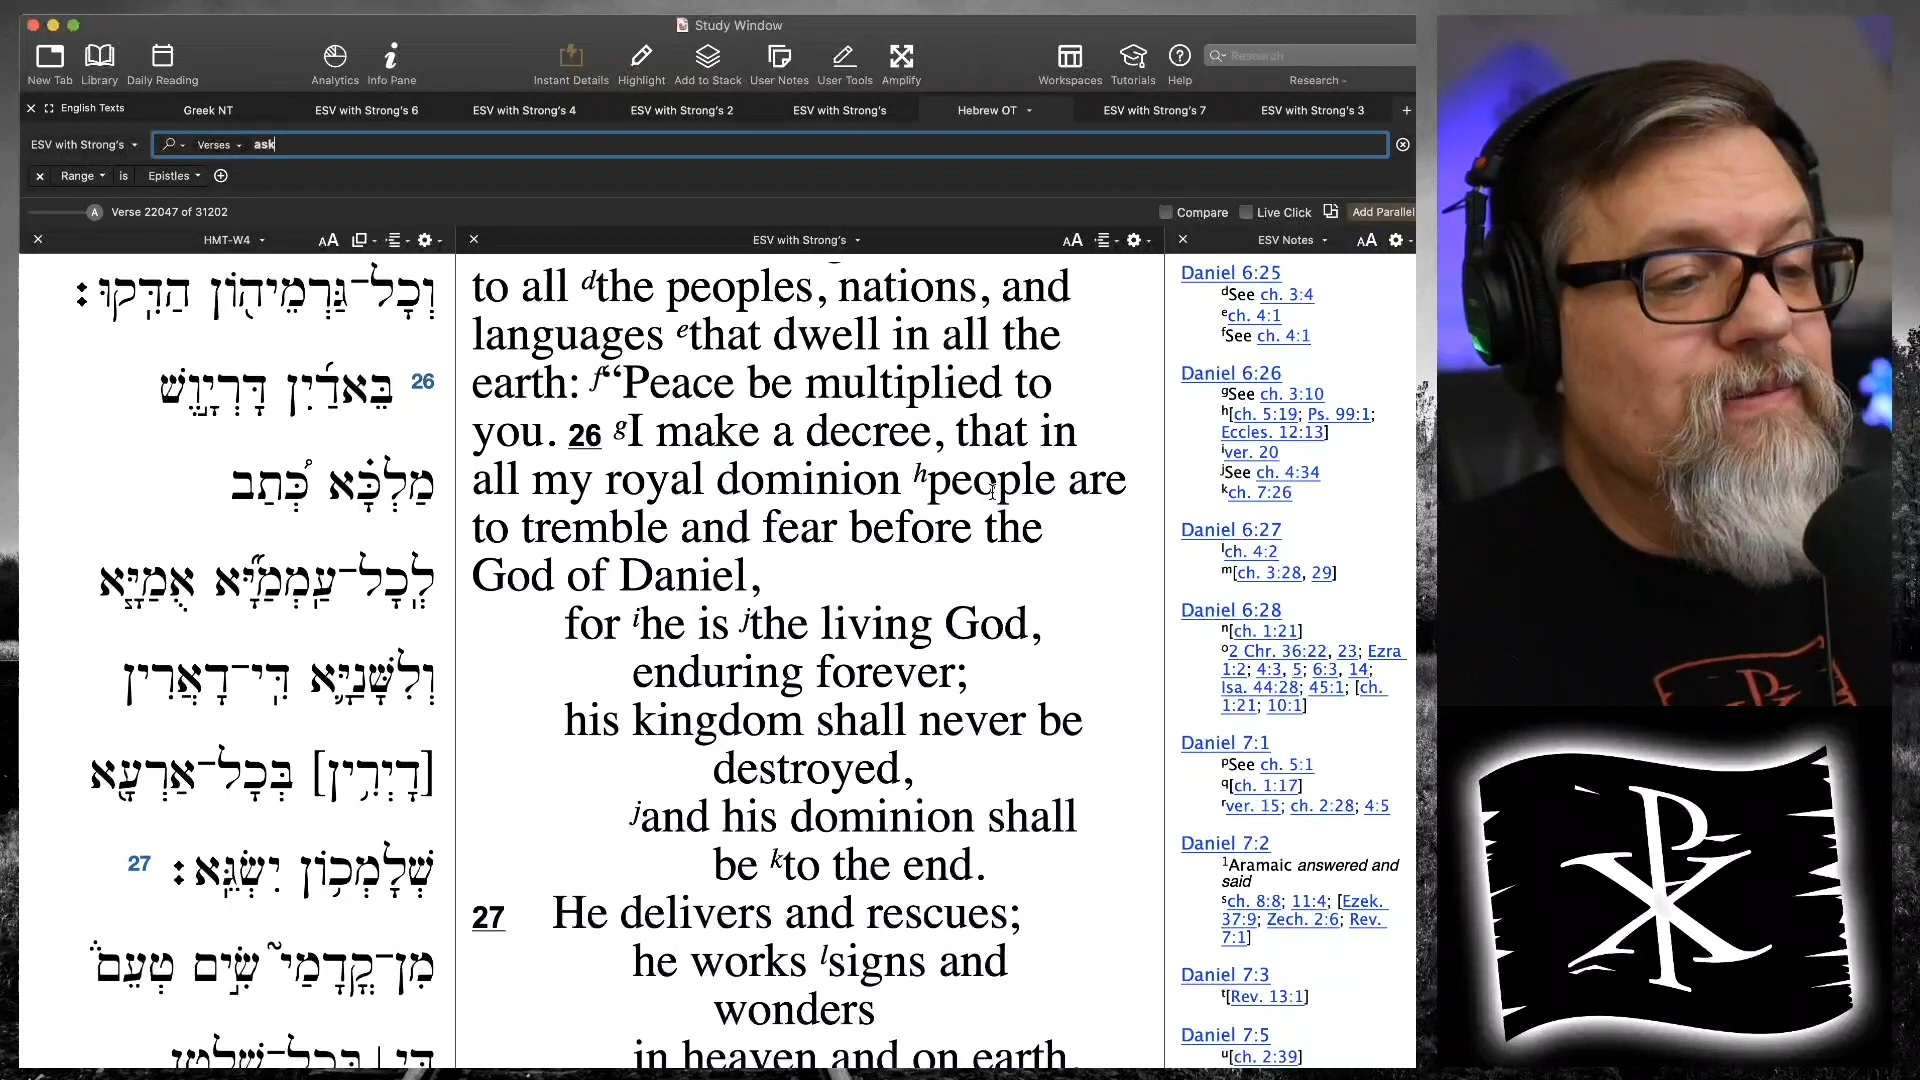 Study Window
New Tab Library Daily Reading Analytics Info Pane Instant Details Highlight Add to Stack User Notes User Tools Amplify Workspaces Tutorials Help Research
Research
English Texts Greek NT ESV with Strong's 6 ESV with Strong's 4 ESV with Strong's 2 ESV with Strong's Hebrew OT ESV with Strong's 7 ESV with Strong's 3 +
ESV with Strong's Verses ask
Range is Epistles
A Verse 22047 of 31202 Compare Live Click Add Parallel
HMT-W4 AA
וְכָל־גַּרְמֵיהוֹן הַדִּקוּ׃
26 בֵּאדַיִן דָּרְיָוֶשׁ
מַלְכָּא כְּתַב
לְכָל־עַמְמַיָּא אֻמַיָּא
וְלִשָּׁנַיָּא דִּי־דָאֲרִין
[דָיְרִין] בְּכָל־אַרְעָא
שְׁלָמְכוֹן יִשְׂגֵּא׃ 27
מִן־קֳדָמַי שִׂים טְעֵם
דִּי בְּכָל־שָׁלְטָן
ESV with Strong's AA
to all dthe peoples, nations, and
languages ethat dwell in all the
earth: f“Peace be multiplied to
you. 26 gI make a decree, that in
all my royal dominion hpeople are
to tremble and fear before the
God of Daniel,
for ihe is jthe living God,
enduring forever;
his kingdom shall never be
destroyed,
jand his dominion shall
be kto the end.
27 He delivers and rescues;
he works lsigns and
wonders
in heaven and on earth,
ESV Notes AA
Daniel 6:25
dSee ch. 3:4
ech. 4:1
fSee ch. 4:1
Daniel 6:26
gSee ch. 3:10
h[ch. 5:19; Ps. 99:1;
Eccles. 12:13]
iver. 20
jSee ch. 4:34
kch. 7:26
Daniel 6:27
lch. 4:2
m[ch. 3:28, 29]
Daniel 6:28
n[ch. 1:21]
o2 Chr. 36:22, 23; Ezra
1:2; 4:3, 5; 6:3, 14;
Isa. 44:28; 45:1; [ch.
1:21; 10:1]
Daniel 7:1
pSee ch. 5:1
q[ch. 1:17]
rver. 15; ch. 2:28; 4:5
Daniel 7:2
1Aramaic answered and
said
sch. 8:8; 11:4; [Ezek.
37:9; Zech. 2:6; Rev.
7:1]
Daniel 7:3
t[Rev. 13:1]
Daniel 7:5
u[ch. 2:39]